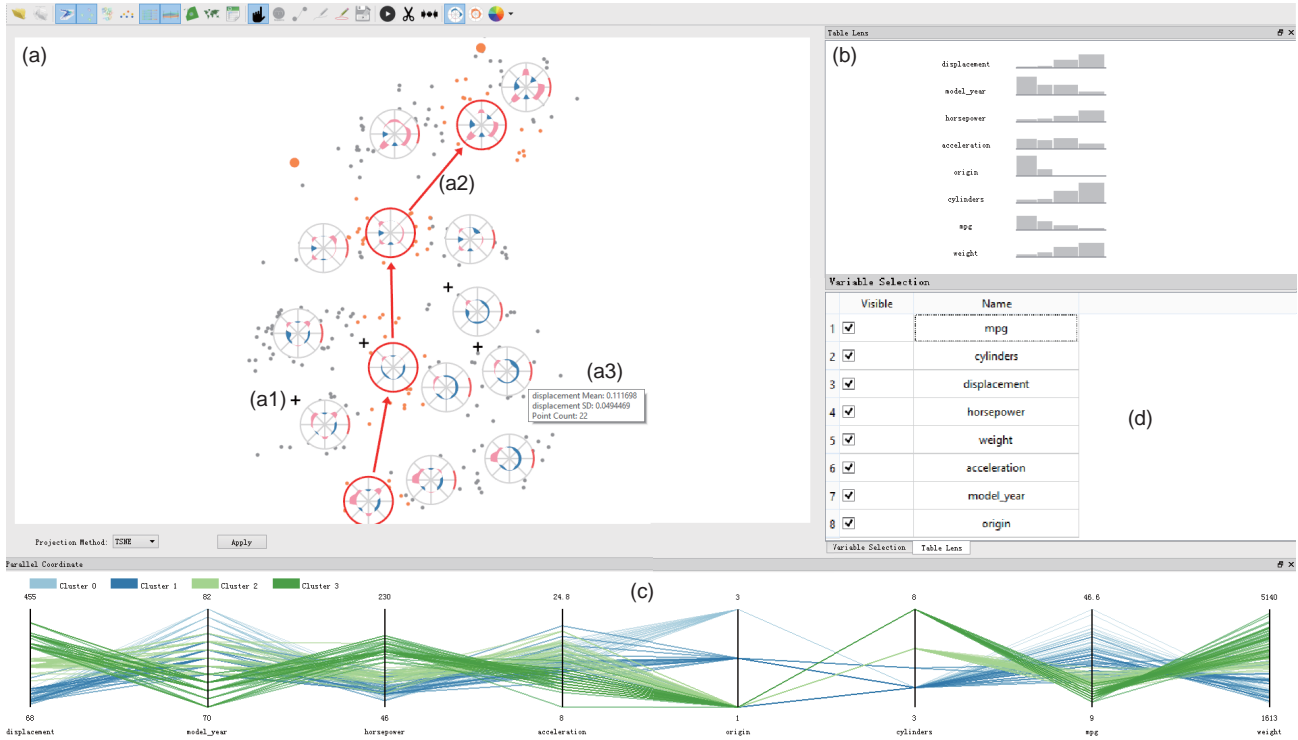 (a)
(a2)
(a1)
(a3)
displacement Mean: 0.111698
displacement SD: 0.0494469
Point Count: 22
Projection Method: TSNE
Apply
Table Lens
(b)
displacement
model_year
horsepower
acceleration
origin
cylinders
mpg
weight
Variable Selection
Visible Name
1 mpg
2 cylinders
3 displacement
4 horsepower
5 weight
6 acceleration
7 model_year
8 origin
(d)
Variable Selection Table Lens
Parallel Coordinate
Cluster 0 Cluster 1 Cluster 2 Cluster 3
(c)
455 82 230 24.8 3 8 46.6 5140
68 70 46 8 1 3 9 1613
displacement model_year horsepower acceleration origin cylinders mpg weight